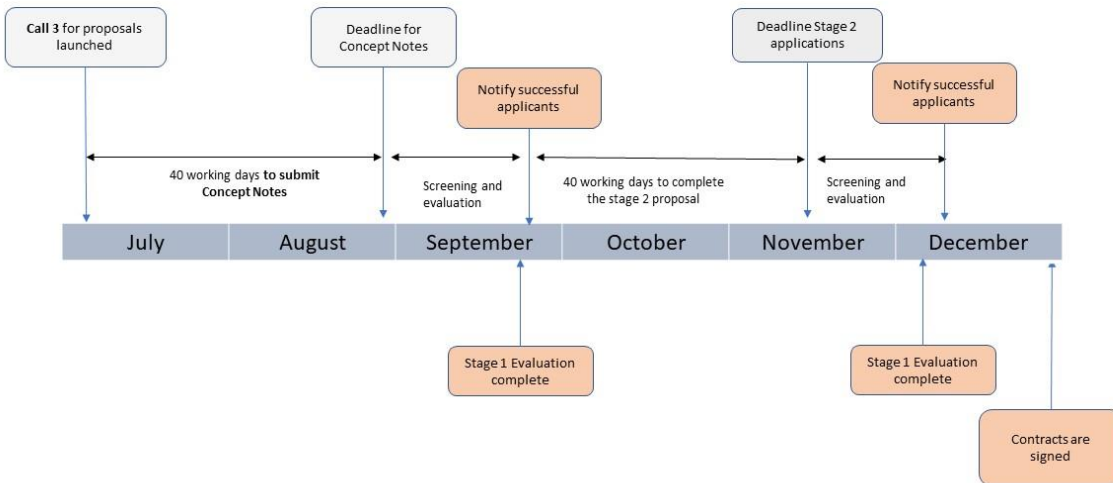 Call 3 for proposals
launched
Deadline for
Concept Notes
Deadline Stage 2
applications
Notify successful
applicants
Notify successful
applicants
40 working days to submit
Concept Notes
Screening and
evaluation
40 working days to complete
the stage 2 proposal
Screening and
evaluation
July
August
September
October
November
December
Stage 1 Evaluation
complete
Stage 1 Evaluation
complete
Contracts are
signed